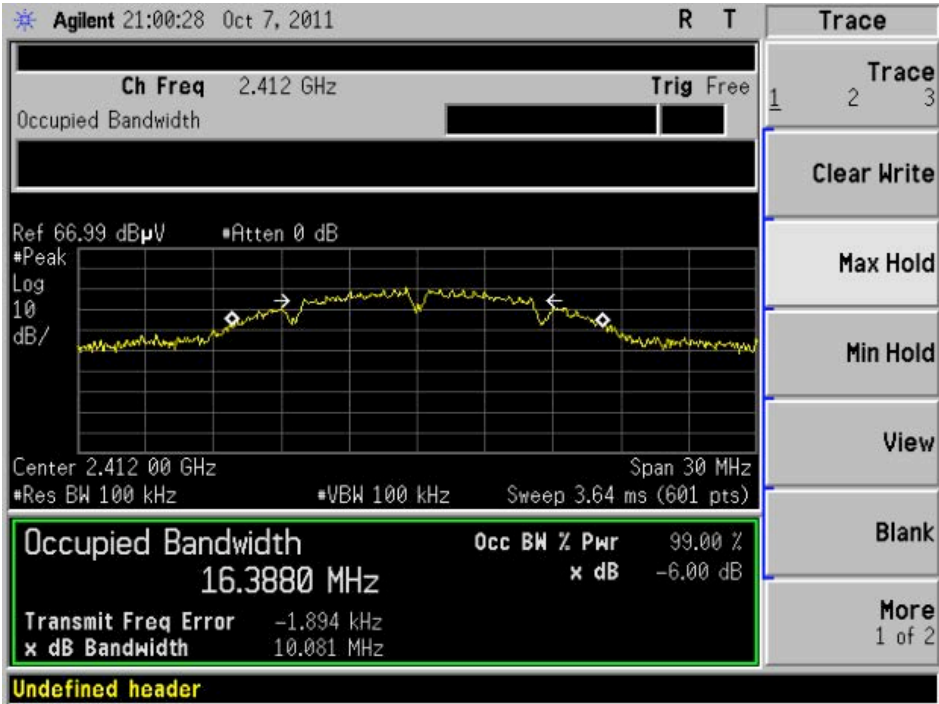 Agilent 21:00:28 Oct 7, 2011 R T
Trace
Ch Freq 2.412 GHz Trig Free
Occupied Bandwidth
Ref 66.99 dBµV #Atten 0 dB
#Peak
Log
10
dB/
Center 2.412 00 GHz Span 30 MHz
#Res BW 100 kHz #VBW 100 kHz Sweep 3.64 ms (601 pts)
Occupied Bandwidth
16.3880 MHz
Occ BW % Pwr 99.00 %
x dB -6.00 dB
Transmit Freq Error -1.894 kHz
x dB Bandwidth 10.081 MHz
Undefined header
Trace
1 2 3
Clear Write
Max Hold
Min Hold
View
Blank
More
1 of 2